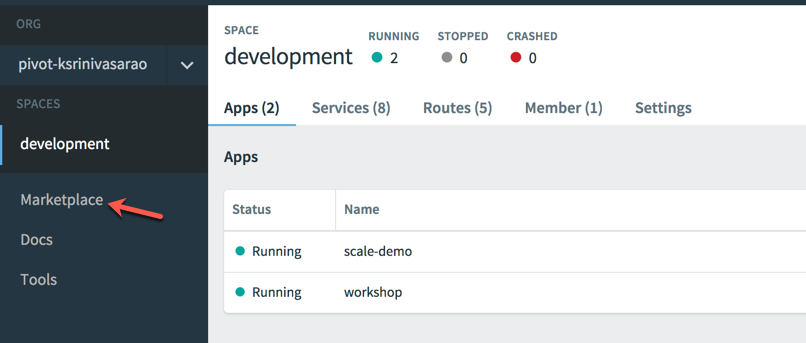 ORG
pivot-ksrinivasarao
SPACES
development
Marketplace
Docs
Tools
SPACE
development
RUNNING
2
STOPPED
0
CRASHED
0
Apps (2) Services (8) Routes (5) Member (1) Settings
Apps
Status Name
Running scale-demo
Running workshop